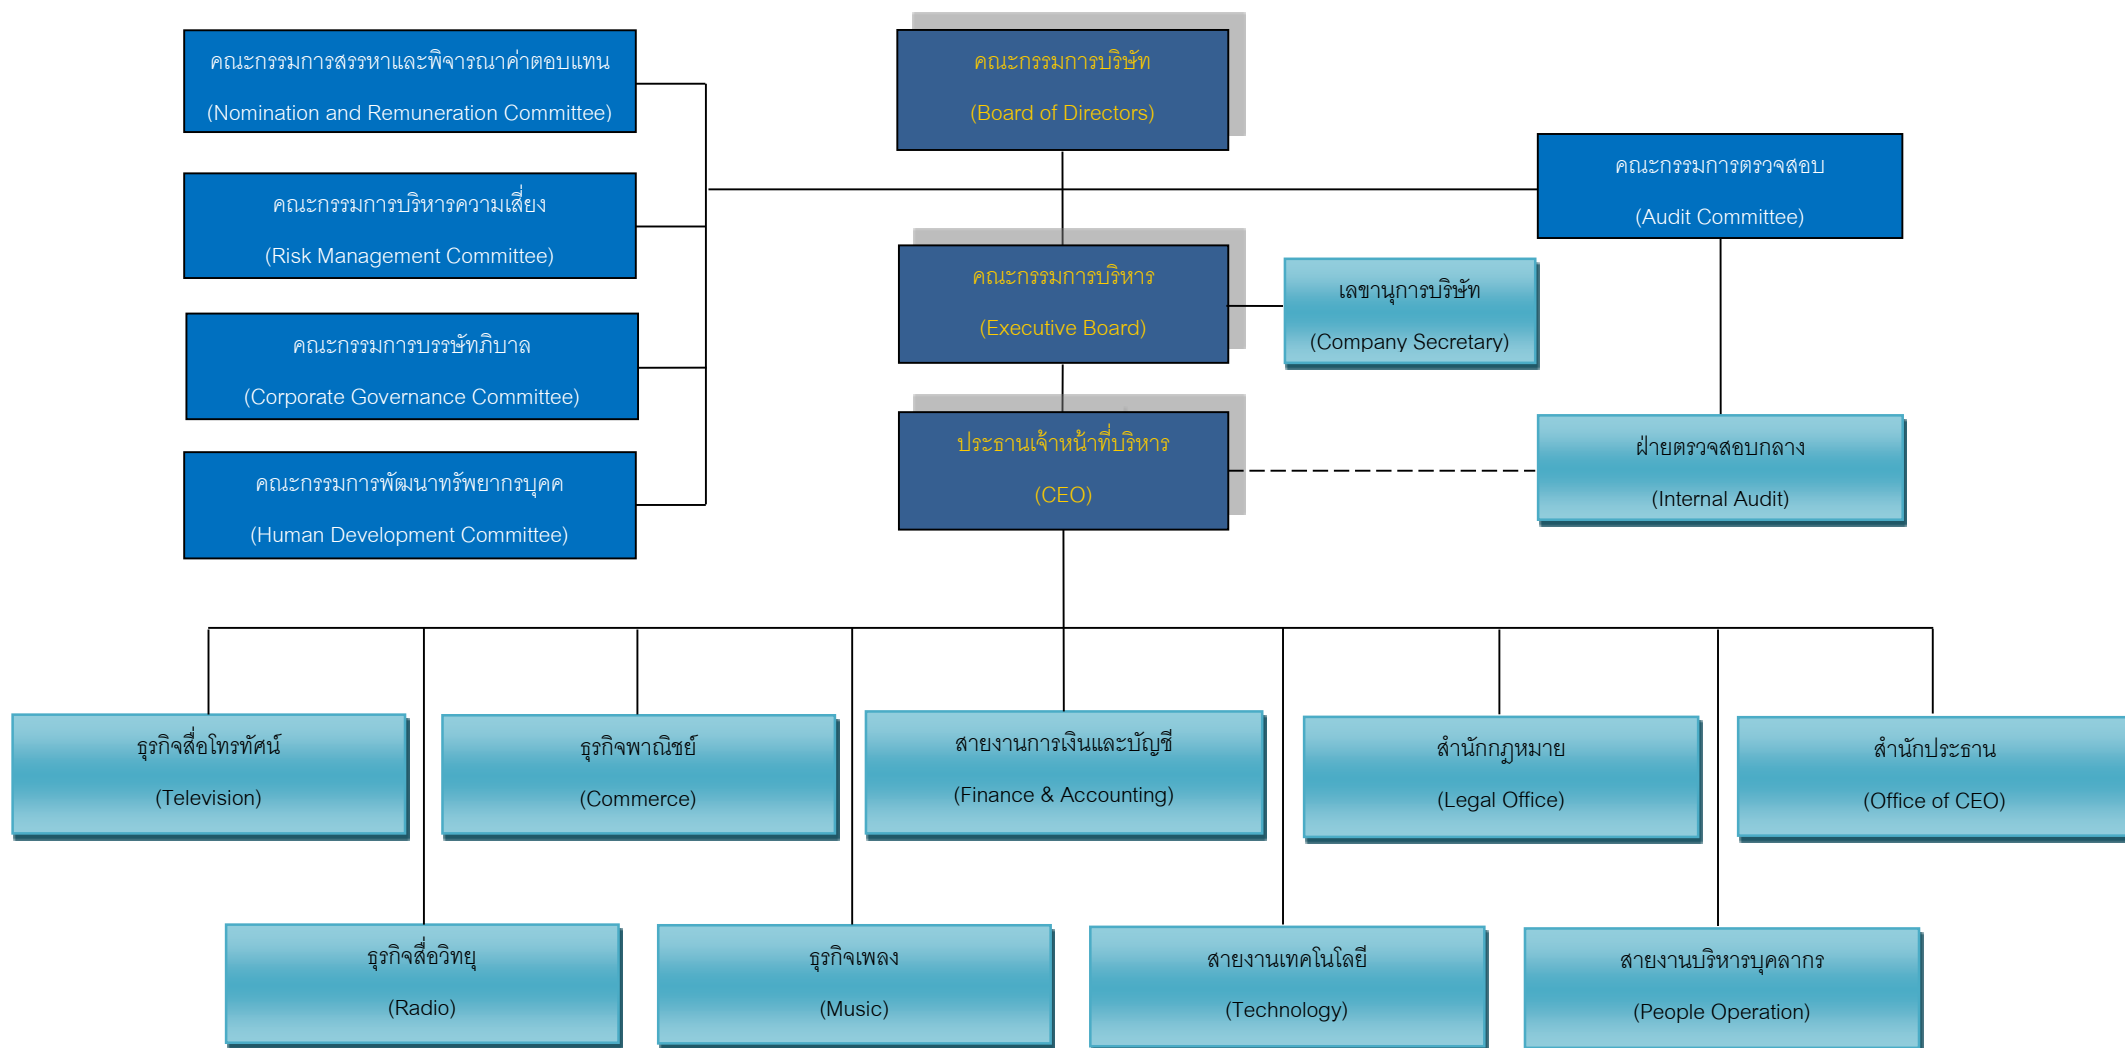 คณะกรรมการสรรหาและพิจารณาค่าตอบแทน
(Nomination and Remuneration Committee)
คณะกรรมการบริษัท
(Board of Directors)
คณะกรรมการตรวจสอบ
(Audit Committee)
คณะกรรมการบริหารความเสี่ยง
(Risk Management Committee)
คณะกรรมการบริหาร
(Executive Board)
เลขานุการบริษัท
(Company Secretary)
คณะกรรมการบรรษัทภิบาล
(Corporate Governance Committee)
ประธานเจ้าหน้าที่บริหาร
(CEO)
ฝ่ายตรวจสอบกลาง
(Internal Audit)
คณะกรรมการพัฒนาทรัพยากรบุคค
(Human Development Committee)
ธุรกิจสื่อโทรทัศน์
(Television)
ธุรกิจพาณิชย์
(Commerce)
สายงานการเงินและบัญชี
(Finance & Accounting)
สำนักกฎหมาย
(Legal Office)
สำนักประธาน
(Office of CEO)
ธุรกิจสื่อวิทยุ
(Radio)
ธุรกิจเพลง
(Music)
สายงานเทคโนโลยี
(Technology)
สายงานบริหารบุคลากร
(People Operation)